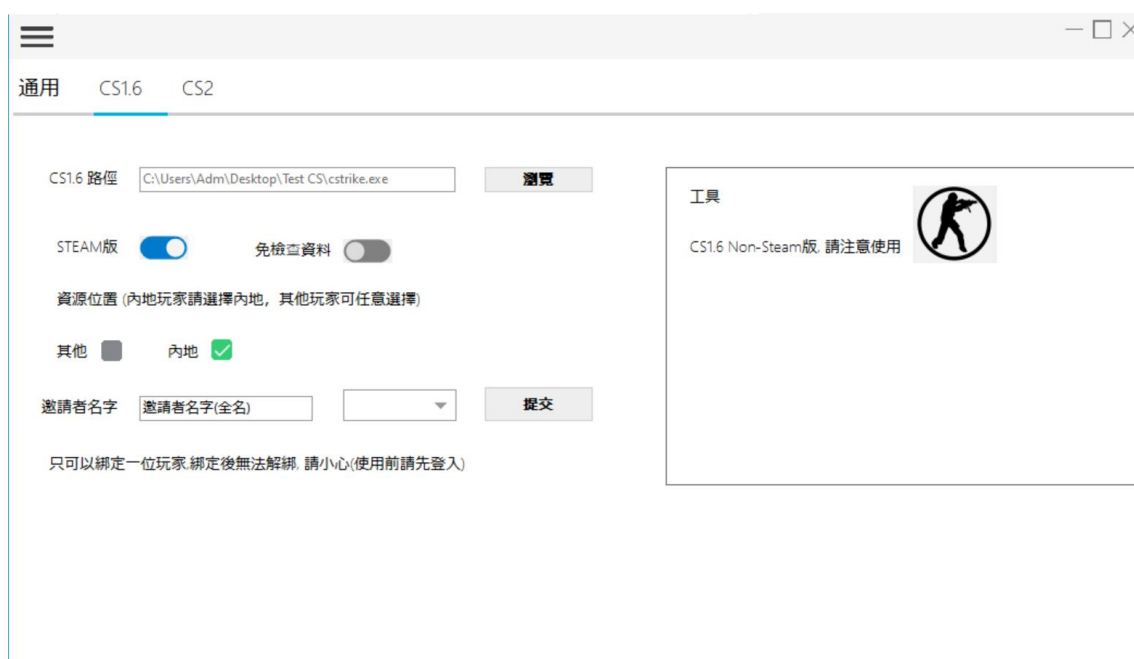 通用 CS1.6 CS2
CS1.6 路徑 C:\Users\Adm\Desktop\Test CS\cstrike.exe 瀏覽
STEAM版 免檢查資料
資源位置 (內地玩家請選擇內地，其他玩家可任意選擇)
其他 內地
邀請者名字 邀請者名字(全名) 提交
只可以綁定一位玩家,綁定後無法解綁, 請小心(使用前請先登入)
工具
CS1.6 Non-Steam版, 請注意使用